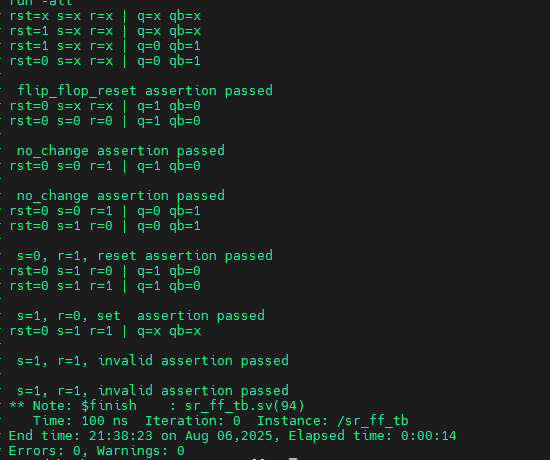 run -all
rst=x s=x r=x | q=x qb=x
rst=1 s=x r=x | q=x qb=x
rst=1 s=x r=x | q=0 qb=1
rst=0 s=x r=x | q=0 qb=1
flip_flop_reset assertion passed
rst=0 s=x r=x | q=1 qb=0
rst=0 s=0 r=0 | q=1 qb=0
no_change assertion passed
rst=0 s=0 r=1 | q=1 qb=0
no_change assertion passed
rst=0 s=0 r=1 | q=0 qb=1
rst=0 s=1 r=0 | q=0 qb=1
s=0, r=1, reset assertion passed
rst=0 s=1 r=0 | q=1 qb=0
rst=0 s=1 r=1 | q=1 qb=0
s=1, r=0, set  assertion passed
rst=0 s=1 r=1 | q=x qb=x
s=1, r=1, invalid assertion passed
s=1, r=1, invalid assertion passed
** Note: $finish    : sr_ff_tb.sv(94)
Time: 100 ns  Iteration: 0  Instance: /sr_ff_tb
End time: 21:38:23 on Aug 06,2025, Elapsed time: 0:00:14
Errors: 0, Warnings: 0